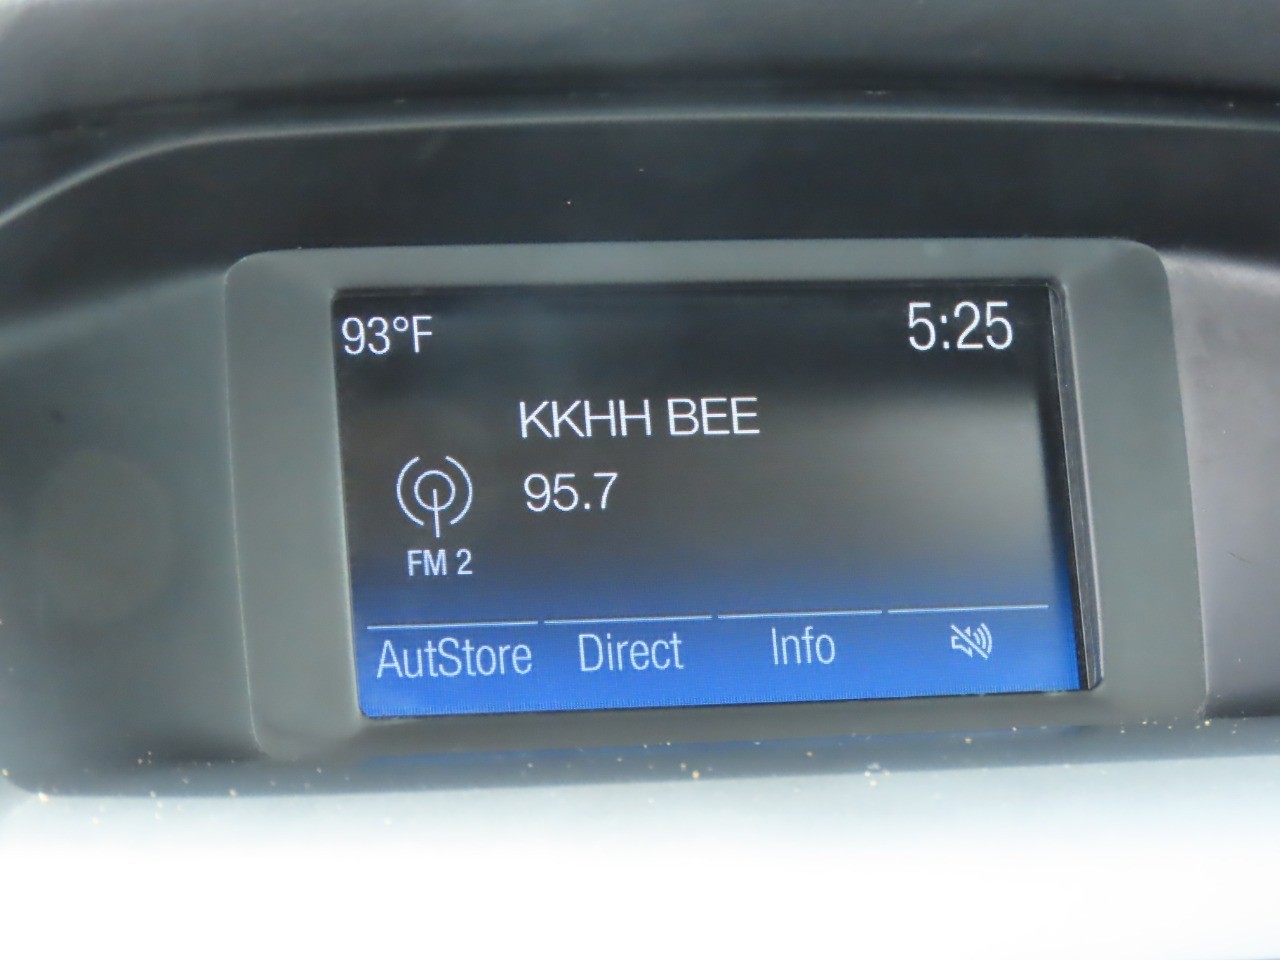 93°F 5:25
KKHH BEE
95.7
FM 2
AutStore Direct Info